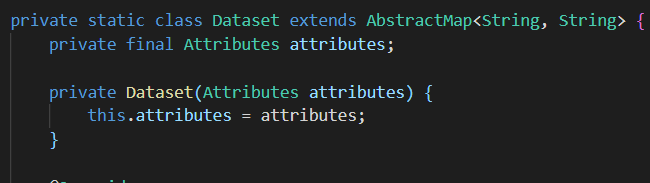 private static class Dataset extends AbstractMap<String, String> {
    private final Attributes attributes;

    private Dataset(Attributes attributes) {
        this.attributes = attributes;
    }